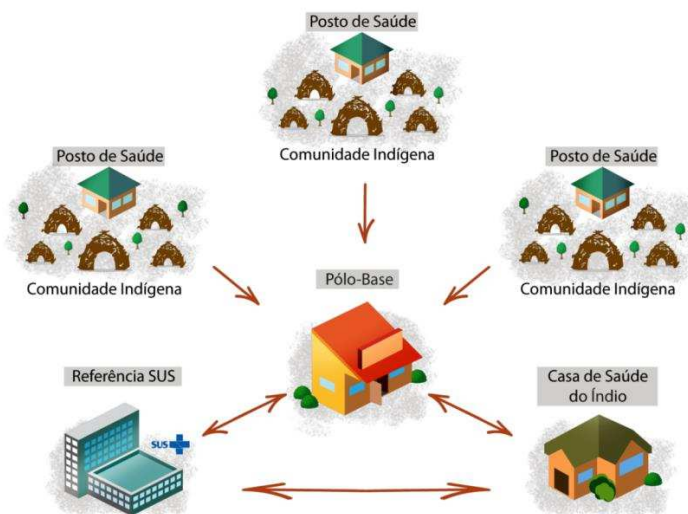 Posto de Saúde
Comunidade Indígena
Posto de Saúde
Comunidade Indígena
Posto de Saúde
Comunidade Indígena
Pólo-Base
Referência SUS
SUS
Casa de Saúde
do Índio